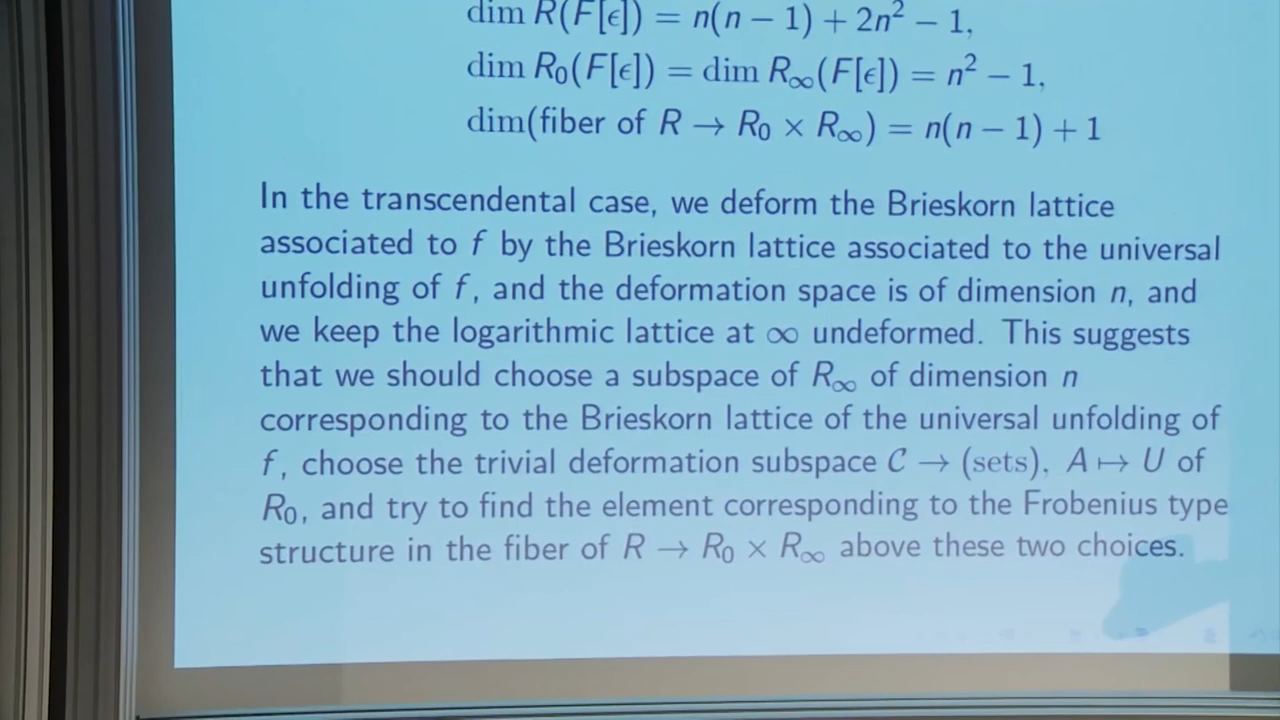 dim R(F[ϵ]) = n(n − 1) + 2n² − 1,
dim R₀(F[ϵ]) = dim R∞(F[ϵ]) = n² − 1,
dim(fiber of R → R₀ × R∞) = n(n − 1) + 1
In the transcendental case, we deform the Brieskorn lattice
associated to f by the Brieskorn lattice associated to the universal
unfolding of f, and the deformation space is of dimension n, and
we keep the logarithmic lattice at ∞ undeformed. This suggests
that we should choose a subspace of R∞ of dimension n
corresponding to the Brieskorn lattice of the universal unfolding of
f, choose the trivial deformation subspace 𝒞 → (sets), A ↦ U of
R₀, and try to find the element corresponding to the Frobenius type
structure in the fiber of R → R₀ × R∞ above these two choices.